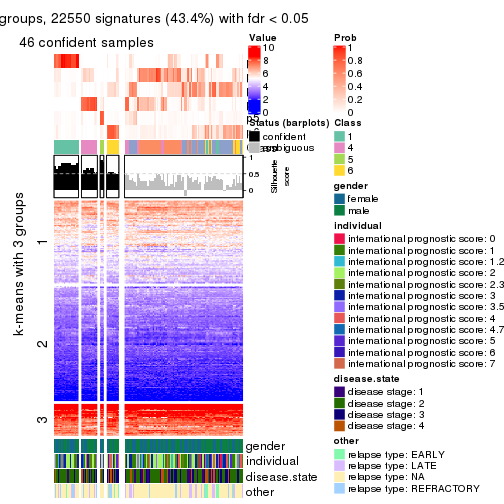 groups, 22550 signatures (43.4%) with fdr < 0.05
46 confident samples
Value
10
8
6
4
2
0
Prob
1
0.8
0.6
0.4
0.2
0
Status (barplots)
confident
ambiguous
Class
1
4
5
6
1
0.5
0
Silhouette
score
gender
female
male
individual
international prognostic score: 0
international prognostic score: 1
international prognostic score: 1.2
international prognostic score: 2
international prognostic score: 2.3
international prognostic score: 3
international prognostic score: 3.5
international prognostic score: 4
international prognostic score: 4.7
international prognostic score: 5
international prognostic score: 6
international prognostic score: 7
disease.state
disease stage: 1
disease stage: 2
disease stage: 3
disease stage: 4
other
relapse type: EARLY
relapse type: LATE
relapse type: NA
relapse type: REFRACTORY
k-means with 3 groups
1
2
3
gender
individual
disease.state
other